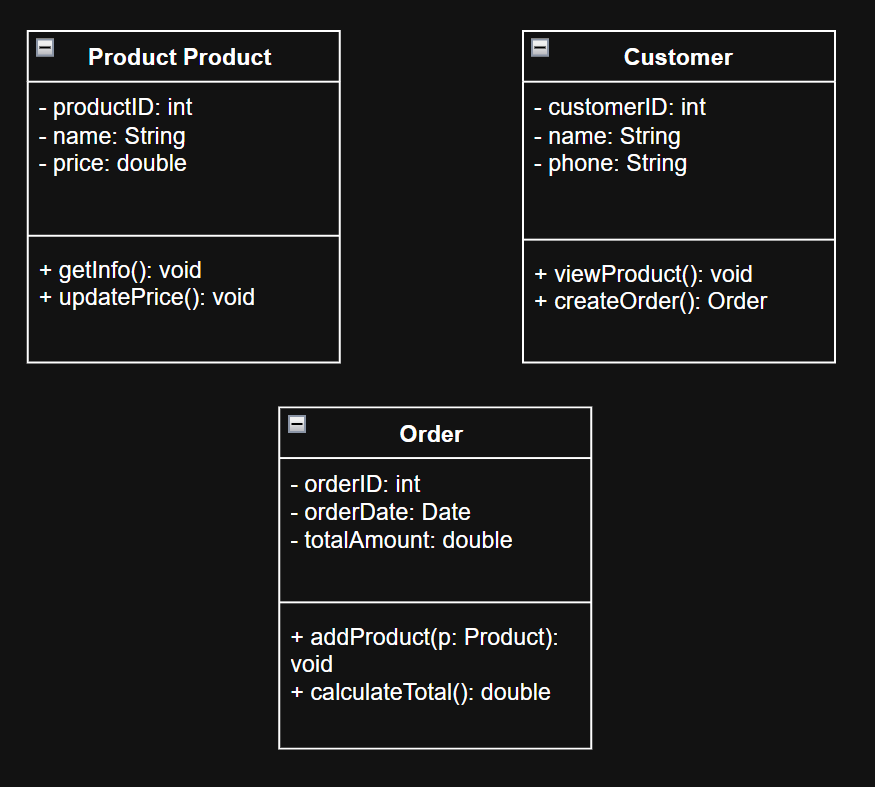 Product Product
- productID: int
- name: String
- price: double
+ getInfo(): void
+ updatePrice(): void
Customer
- customerID: int
- name: String
- phone: String
+ viewProduct(): void
+ createOrder(): Order
Order
- orderID: int
- orderDate: Date
- totalAmount: double
+ addProduct(p: Product):
void
+ calculateTotal(): double